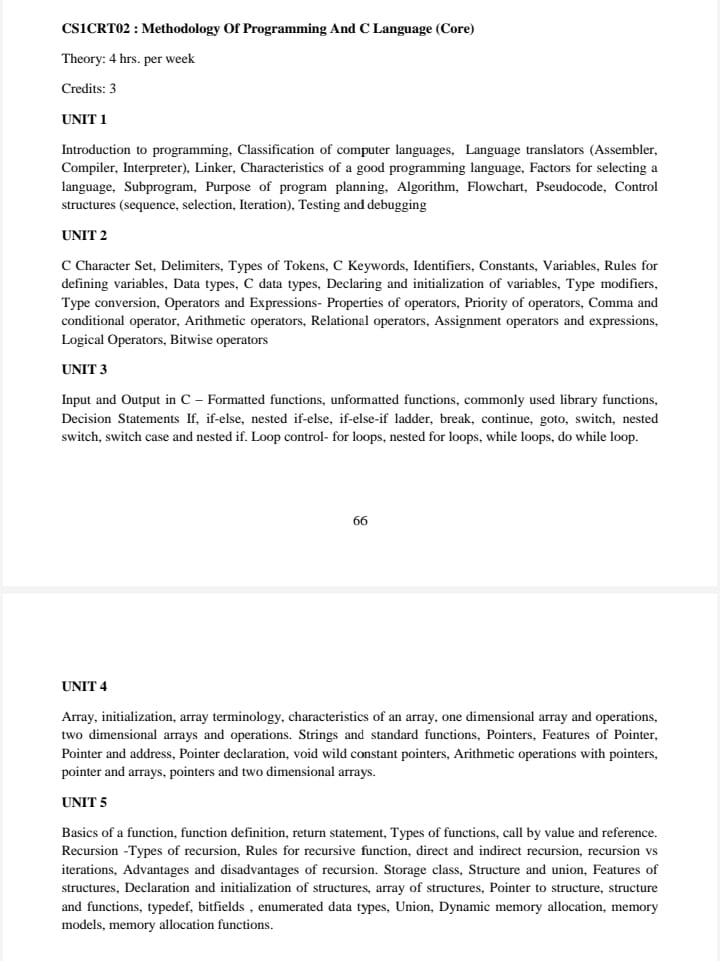 CS1CRT02 : Methodology Of Programming And C Language (Core)
Theory: 4 hrs. per week
Credits: 3
UNIT 1
Introduction to programming, Classification of computer languages, Language translators (Assembler,
Compiler, Interpreter), Linker, Characteristics of a good programming language, Factors for selecting a
language, Subprogram, Purpose of program planning, Algorithm, Flowchart, Pseudocode, Control
structures (sequence, selection, Iteration), Testing and debugging
UNIT 2
C Character Set, Delimiters, Types of Tokens, C Keywords, Identifiers, Constants, Variables, Rules for
defining variables, Data types, C data types, Declaring and initialization of variables, Type modifiers,
Type conversion, Operators and Expressions- Properties of operators, Priority of operators, Comma and
conditional operator, Arithmetic operators, Relational operators, Assignment operators and expressions,
Logical Operators, Bitwise operators
UNIT 3
Input and Output in C – Formatted functions, unformatted functions, commonly used library functions,
Decision Statements If, if-else, nested if-else, if-else-if ladder, break, continue, goto, switch, nested
switch, switch case and nested if. Loop control- for loops, nested for loops, while loops, do while loop.
66
UNIT 4
Array, initialization, array terminology, characteristics of an array, one dimensional array and operations,
two dimensional arrays and operations. Strings and standard functions, Pointers, Features of Pointer,
Pointer and address, Pointer declaration, void wild constant pointers, Arithmetic operations with pointers,
pointer and arrays, pointers and two dimensional arrays.
UNIT 5
Basics of a function, function definition, return statement, Types of functions, call by value and reference.
Recursion -Types of recursion, Rules for recursive function, direct and indirect recursion, recursion vs
iterations, Advantages and disadvantages of recursion. Storage class, Structure and union, Features of
structures, Declaration and initialization of structures, array of structures, Pointer to structure, structure
and functions, typedef, bitfields , enumerated data types, Union, Dynamic memory allocation, memory
models, memory allocation functions.